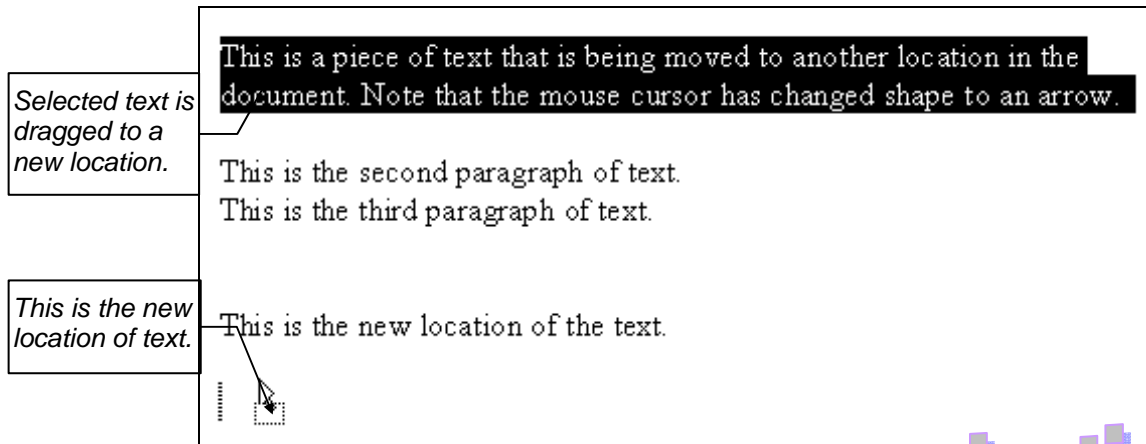 This is a piece of text that is being moved to another location in the
document. Note that the mouse cursor has changed shape to an arrow.
Selected text is
dragged to a
new location.
This is the second paragraph of text.
This is the third paragraph of text.
This is the new
location of text.
This is the new location of the text.